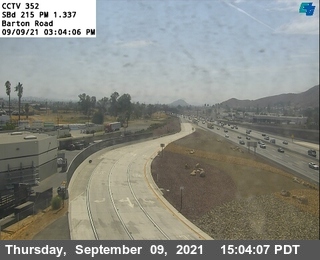 CCTV 352
SBd 215 PM 1.337
Barton Road
09/09/21 03:04:06 PM
Thursday, September 09, 2021 15:04:07 PDT